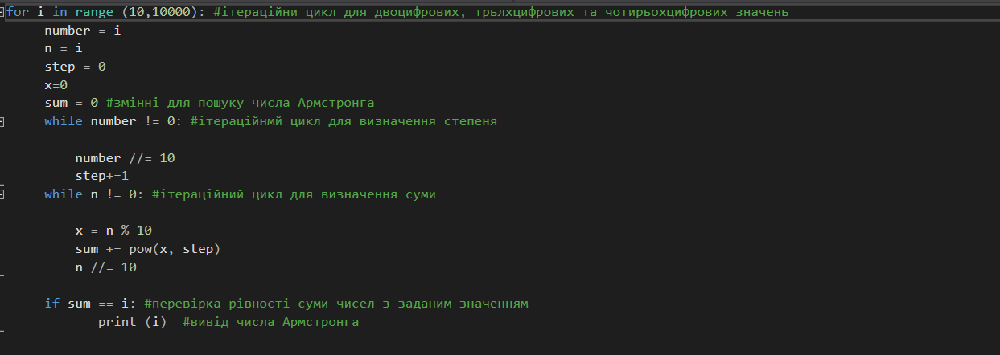 for i in range (10,10000): #ітераційни цикл для двоцифрових, трьлхцифрових та чотирьохцифрових значень
number = i
n = i
step = 0
x=0
sum = 0 #змінні для пошуку числа Армстронга
while number != 0: #ітераційнмй цикл для визначення степеня
number //= 10
step+=1
while n != 0: #ітераційний цикл для визначення суми
x = n % 10
sum += pow(x, step)
n //= 10
if sum == i: #перевірка рівності суми чисел з заданим значенням
print (i)  #вивід числа Армстронга